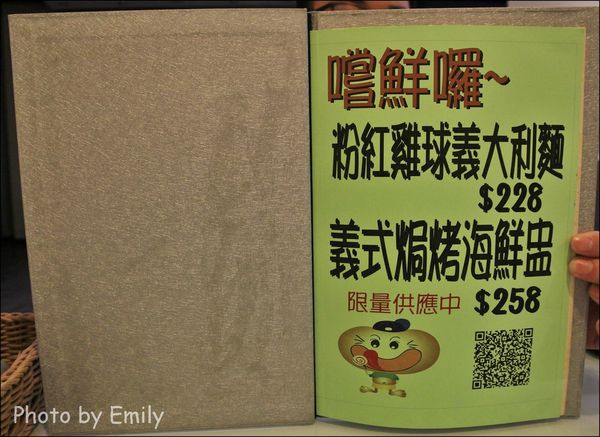 嚐鮮囉~
粉紅雞球義大利麵
$228
義式焗烤海鮮盅
限量供應中 $258
Photo by Emily